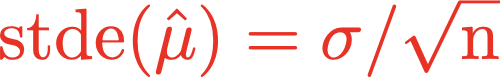 stde(μ̂) = σ/√n